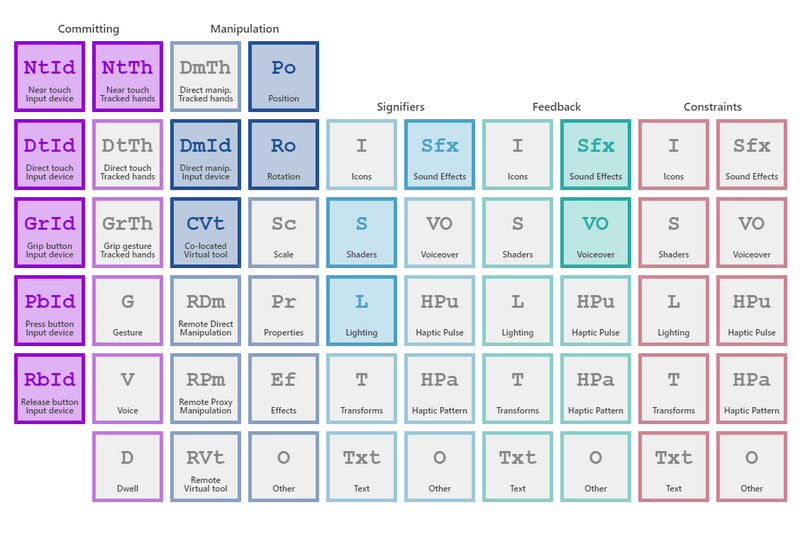 Committing
Manipulation
NtId
Near touch
Input device
NtTh
Near touch
Tracked hands
DmTh
Direct manip.
Tracked hands
Po
Position
Signifiers
Feedback
Constraints
DtId
Direct touch
Input device
DtTh
Direct touch
Tracked hands
DmId
Direct manip.
Input device
Ro
Rotation
I
Icons
Sfx
Sound Effects
I
Icons
Sfx
Sound Effects
I
Icons
Sfx
Sound Effects
GrId
Grip button
Input device
GrTh
Grip gesture
Tracked hands
CVt
Co-located
Virtual tool
Sc
Scale
S
Shaders
VO
Voiceover
S
Shaders
VO
Voiceover
S
Shaders
VO
Voiceover
PbId
Press button
Input device
G
Gesture
RDm
Remote Direct
Manipulation
Pr
Properties
L
Lighting
HPu
Haptic Pulse
L
Lighting
HPu
Haptic Pulse
L
Lighting
HPu
Haptic Pulse
RbId
Release button
Input device
V
Voice
RPm
Remote Proxy
Manipulation
Ef
Effects
T
Transforms
HPa
Haptic Pattern
T
Transforms
HPa
Haptic Pattern
T
Transforms
HPa
Haptic Pattern
D
Dwell
RVt
Remote
Virtual tool
O
Other
Txt
Text
O
Other
Txt
Text
O
Other
Txt
Text
O
Other